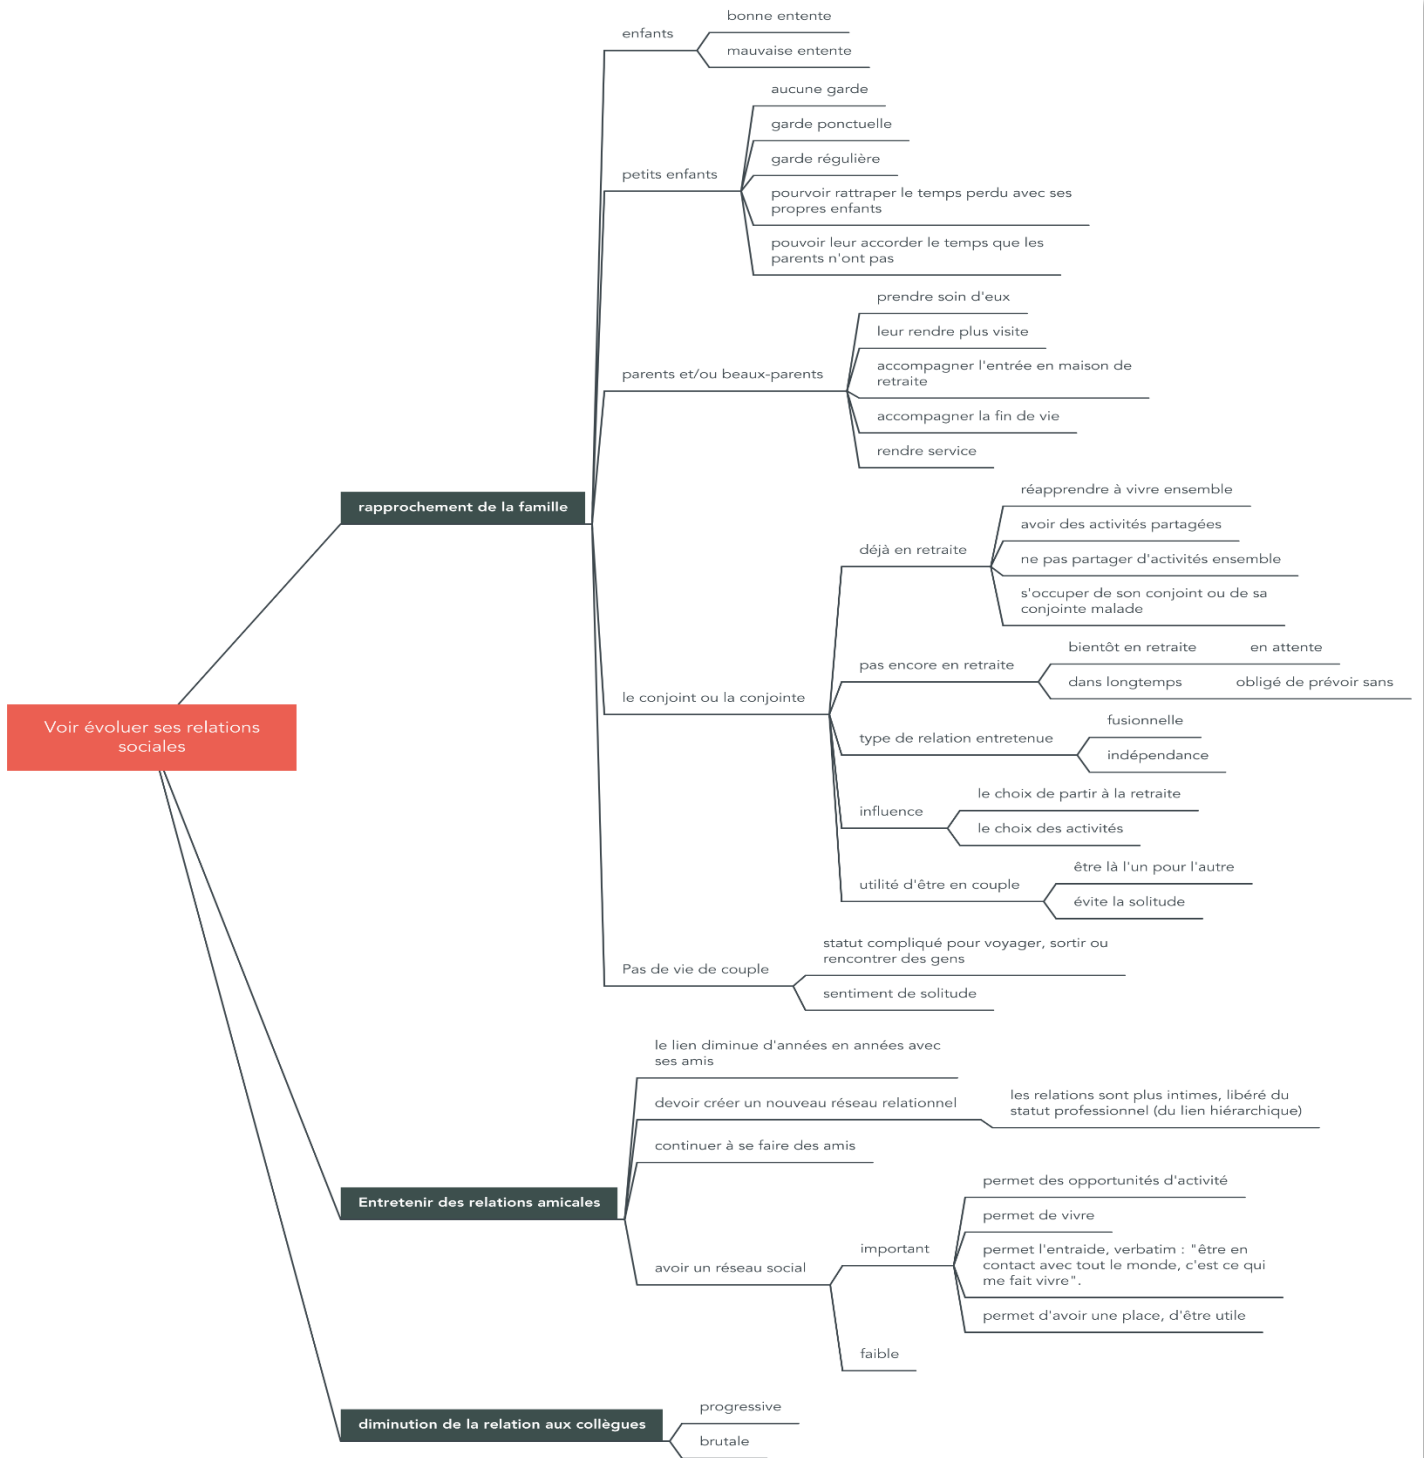 Voir évoluer ses relations
sociales
rapprochement de la famille
enfants
bonne entente
mauvaise entente
petits enfants
aucune garde
garde ponctuelle
garde régulière
pourvoir rattraper le temps perdu avec ses
propres enfants
pouvoir leur accorder le temps que les
parents n'ont pas
parents et/ou beaux-parents
prendre soin d'eux
leur rendre plus visite
accompagner l'entrée en maison de
retraite
accompagner la fin de vie
rendre service
le conjoint ou la conjointe
déjà en retraite
réapprendre à vivre ensemble
avoir des activités partagées
ne pas partager d'activités ensemble
s'occuper de son conjoint ou de sa
conjointe malade
pas encore en retraite
bientôt en retraite
en attente
dans longtemps
obligé de prévoir sans
type de relation entretenue
fusionnelle
indépendance
influence
le choix de partir à la retraite
le choix des activités
utilité d'être en couple
être là l'un pour l'autre
évite la solitude
Pas de vie de couple
statut compliqué pour voyager, sortir ou
rencontrer des gens
sentiment de solitude
Entretenir des relations amicales
le lien diminue d'années en années avec
ses amis
devoir créer un nouveau réseau relationnel
les relations sont plus intimes, libéré du
statut professionnel (du lien hiérarchique)
continuer à se faire des amis
avoir un réseau social
important
permet des opportunités d'activité
permet de vivre
permet l'entraide, verbatim : "être en
contact avec tout le monde, c'est ce qui
me fait vivre".
permet d'avoir une place, d'être utile
faible
diminution de la relation aux collègues
progressive
brutale